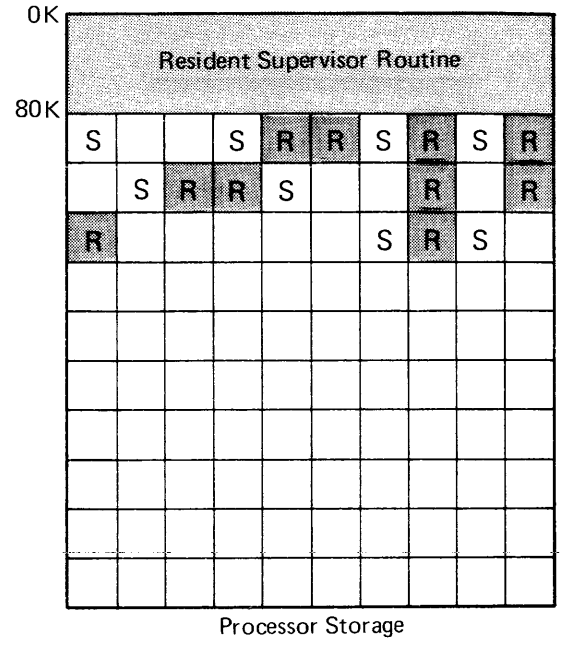 0K
Resident Supervisor Routine
80K
S S R R S R S R
S R R S R R
R S R S
Processor Storage